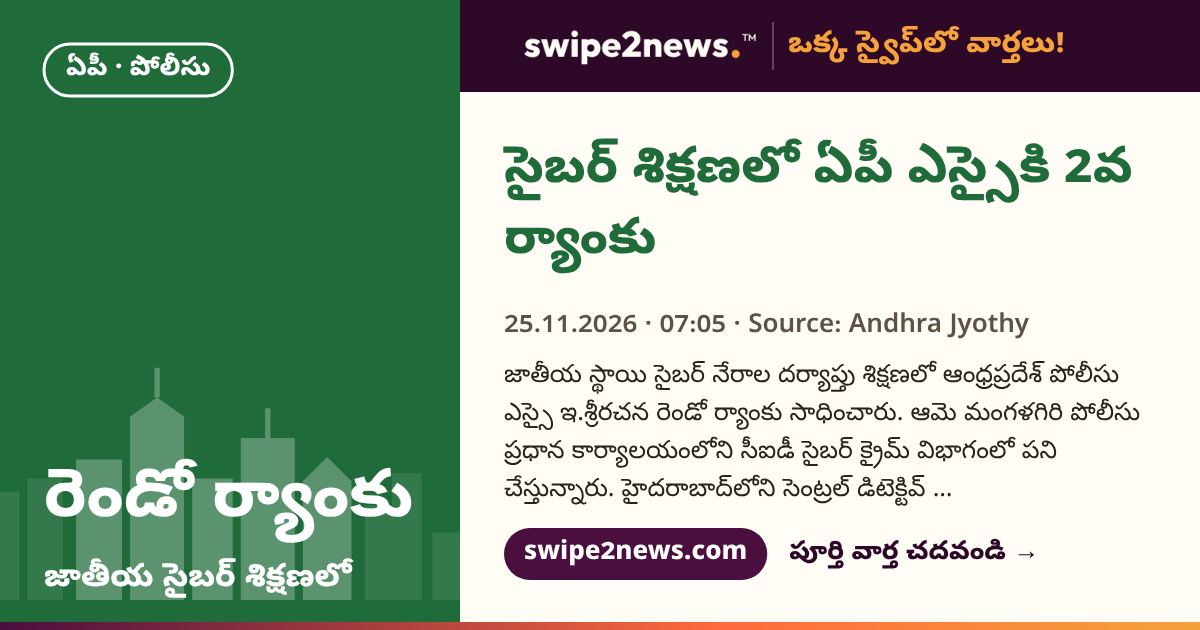 ఏపీ · పోలీసు
రెండో ర్యాంకు
జాతీయ సైబర్ శిక్షణలో
swipe2news.™
ఒక్క స్వైప్‌లో వార్తలు!
సైబర్ శిక్షణలో ఏపీ ఎస్సైకి 2వ
ర్యాంకు
25.11.2026 · 07:05 · Source: Andhra Jyothy
జాతీయ స్థాయి సైబర్ నేరాల దర్యాప్తు శిక్షణలో ఆంధ్రప్రదేశ్ పోలీసు
ఎస్సై ఇ.శ్రీరచన రెండో ర్యాంకు సాధించారు. ఆమె మంగళగిరి పోలీసు
ప్రధాన కార్యాలయంలోని సీఐడీ సైబర్ క్రైమ్ విభాగంలో పని
చేస్తున్నారు. హైదరాబాద్‌లోని సెంట్రల్ డిటెక్టివ్ ...
swipe2news.com
పూర్తి వార్త చదవండి →